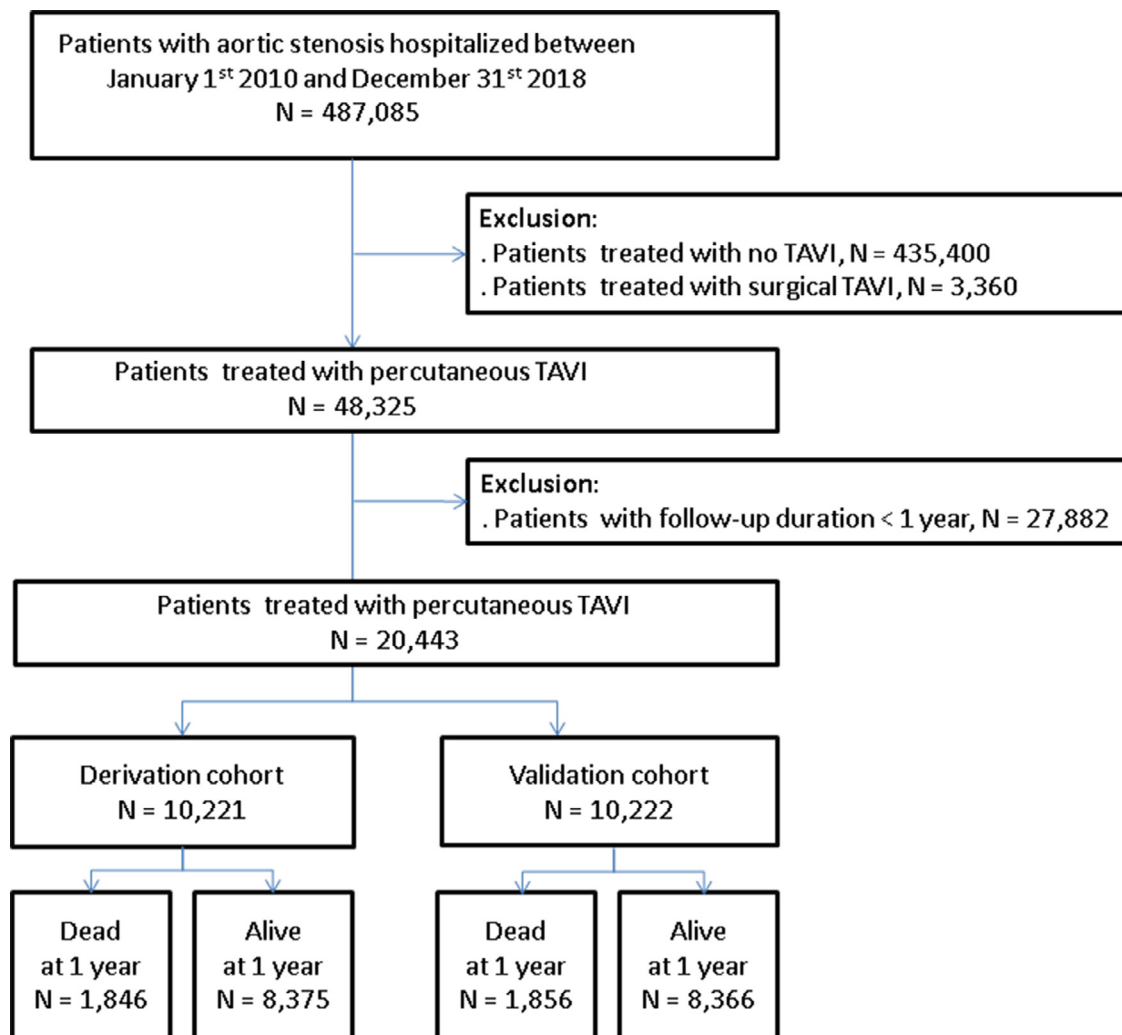 Patients with aortic stenosis hospitalized between
January 1st 2010 and December 31st 2018
N = 487,085
Exclusion:
. Patients treated with no TAVI, N = 435,400
. Patients treated with surgical TAVI, N = 3,360
Patients treated with percutaneous TAVI
N = 48,325
Exclusion:
. Patients with follow-up duration < 1 year, N = 27,882
Patients treated with percutaneous TAVI
N = 20,443
Derivation cohort
N = 10,221
Validation cohort
N = 10,222
Dead
at 1 year
N = 1,846
Alive
at 1 year
N = 8,375
Dead
at 1 year
N = 1,856
Alive
at 1 year
N = 8,366